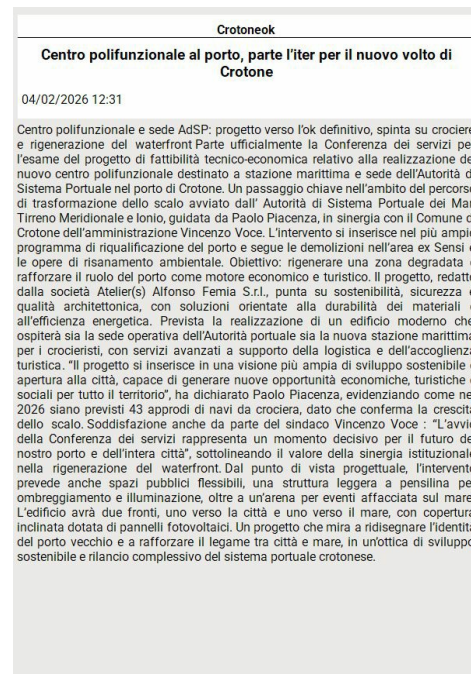 Crotoneok
Centro polifunzionale al porto, parte l’iter per il nuovo volto di
Crotone
04/02/2026 12:31
Centro polifunzionale e sede AdSP: progetto verso l’ok definitivo, spinta su crociere
e rigenerazione del waterfront Parte ufficialmente la Conferenza dei servizi per
l’esame del progetto di fattibilità tecnico-economica relativo alla realizzazione del
nuovo centro polifunzionale destinato a stazione marittima e sede dell’Autorità di
Sistema Portuale nel porto di Crotone. Un passaggio chiave nell’ambito del percorso
di trasformazione dello scalo avviato dall’ Autorità di Sistema Portuale dei Mari
Tirreno Meridionale e Ionio, guidata da Paolo Piacenza, in sinergia con il Comune di
Crotone dell’amministrazione Vincenzo Voce. L’intervento si inserisce nel più ampio
programma di riqualificazione del porto e segue le demolizioni nell’area ex Sensi e
le opere di risanamento ambientale. Obiettivo: rigenerare una zona degradata e
rafforzare il ruolo del porto come motore economico e turistico. Il progetto, redatto
dalla società Atelier(s) Alfonso Femia S.r.l., punta su sostenibilità, sicurezza e
qualità architettonica, con soluzioni orientate alla durabilità dei materiali e
all’efficienza energetica. Prevista la realizzazione di un edificio moderno che
ospiterà sia la sede operativa dell’Autorità portuale sia la nuova stazione marittima
per i crocieristi, con servizi avanzati a supporto della logistica e dell’accoglienza
turistica. “Il progetto si inserisce in una visione più ampia di sviluppo sostenibile e
apertura alla città, capace di generare nuove opportunità economiche, turistiche e
sociali per tutto il territorio”, ha dichiarato Paolo Piacenza, evidenziando come nel
2026 siano previsti 43 approdi di navi da crociera, dato che conferma la crescita
dello scalo. Soddisfazione anche da parte del sindaco Vincenzo Voce : “L’avvio
della Conferenza dei servizi rappresenta un momento decisivo per il futuro del
nostro porto e dell’intera città”, sottolineando il valore della sinergia istituzionale
nella rigenerazione del waterfront. Dal punto di vista progettuale, l’intervento
prevede anche spazi pubblici flessibili, una struttura leggera a pensilina per
ombreggiamento e illuminazione, oltre a un’arena per eventi affacciata sul mare.
L’edificio avrà due fronti, uno verso la città e uno verso il mare, con copertura
inclinata dotata di pannelli fotovoltaici. Un progetto che mira a ridisegnare l’identità
del porto vecchio e a rafforzare il legame tra città e mare, in un’ottica di sviluppo
sostenibile e rilancio complessivo del sistema portuale crotonese.